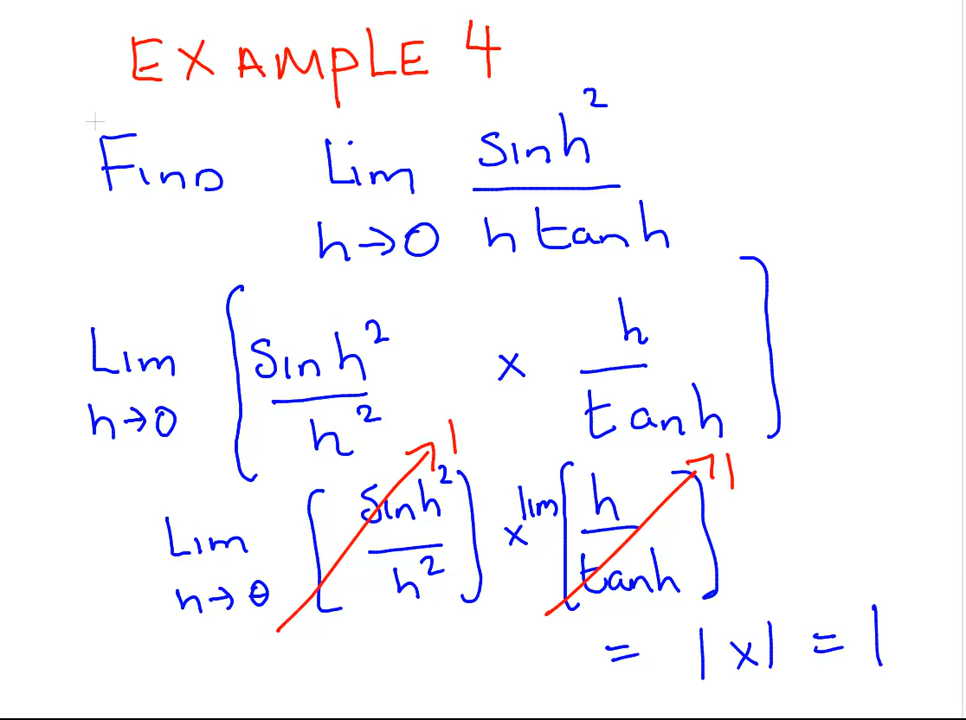 EXAMPLE 4
Find Lim h→0 sinh² / h tanh
Lim h→0 [ sinh² / h² × h / tanh ]
Lim h→0 [ sinh² / h² ] 1 × lim [ h / tanh ] 1
= 1 × 1 = 1